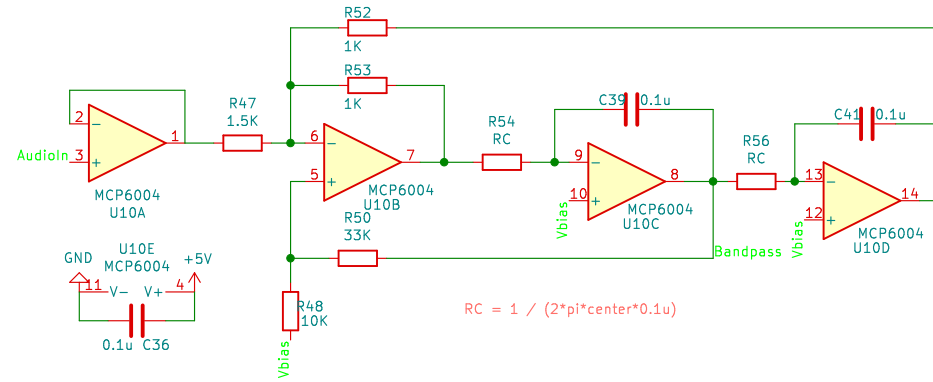 R52
1K
R53
1K
R47
1.5K
AudioIn
2
3
1
MCP6004
U10A
6
5
7
MCP6004
U10B
R54
RC
C39 0.1u
9
10
8
MCP6004
U10C
Vbias
R56
RC
C41 0.1u
13
12
14
MCP6004
U10D
Vbias
Bandpass
R50
33K
R48
10K
Vbias
GND
U10E
MCP6004
+5V
11 V- V+ 4
0.1u C36
RC = 1 / (2*pi*center*0.1u)